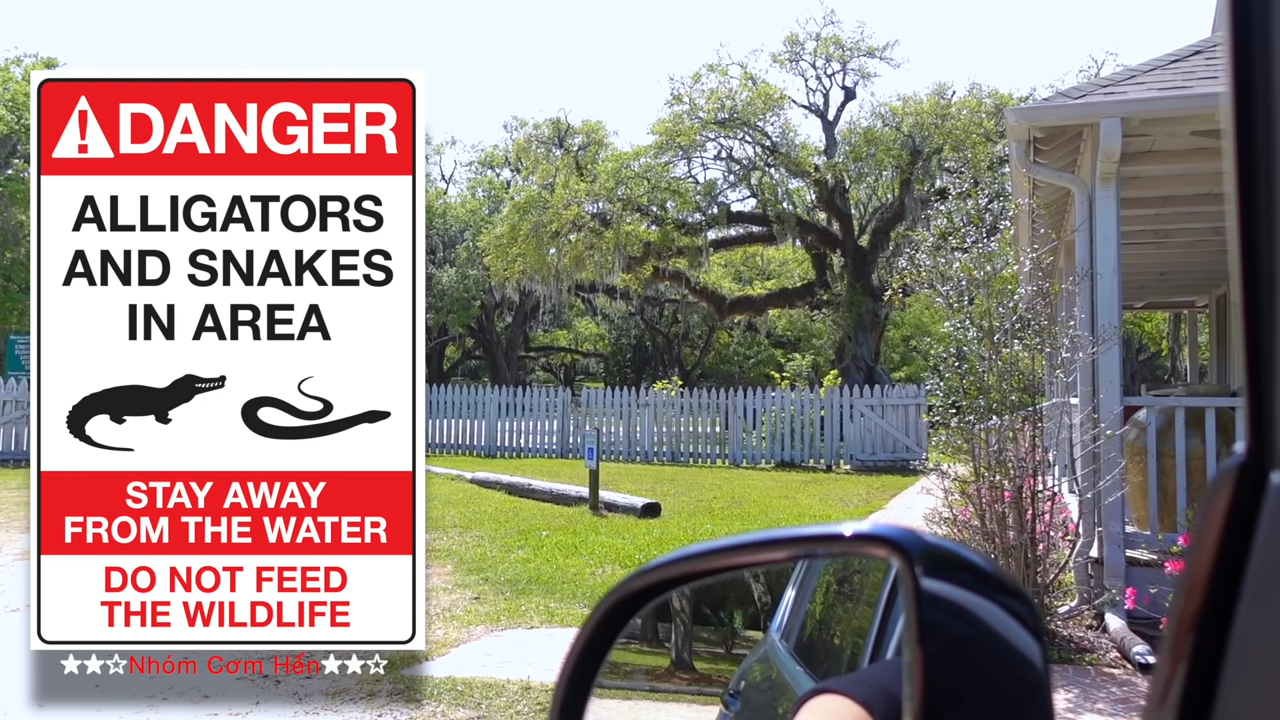 DANGER
ALLIGATORS
AND SNAKES
IN AREA
STAY AWAY
FROM THE WATER
DO NOT FEED
THE WILDLIFE
★★☆Nhóm Cơm Hến★★☆